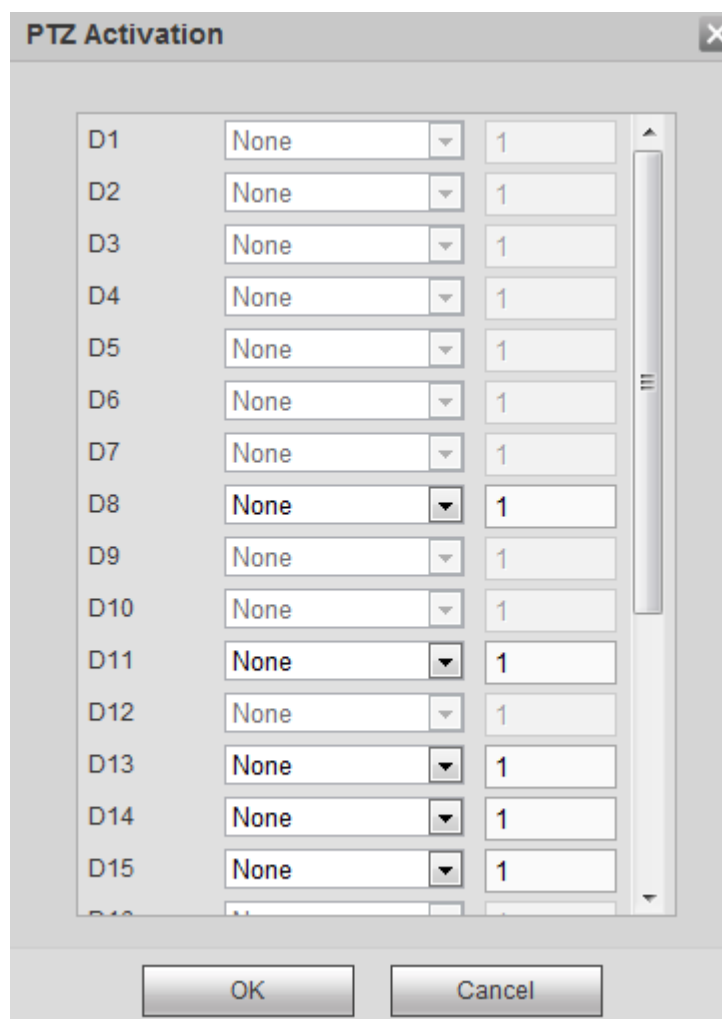 PTZ Activation
D1 None 1
D2 None 1
D3 None 1
D4 None 1
D5 None 1
D6 None 1
D7 None 1
D8 None 1
D9 None 1
D10 None 1
D11 None 1
D12 None 1
D13 None 1
D14 None 1
D15 None 1
OK Cancel